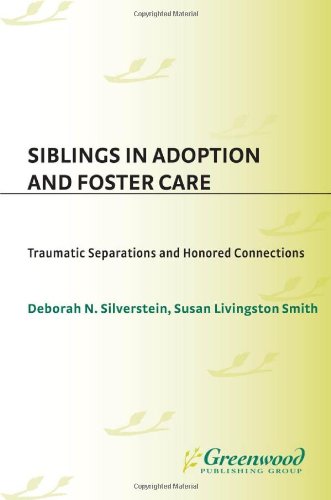 SIBLINGS IN ADOPTION
AND FOSTER CARE
Traumatic Separations and Honored Connections
Deborah N. Silverstein, Susan Livingston Smith
Greenwood
PUBLISHING GROUP